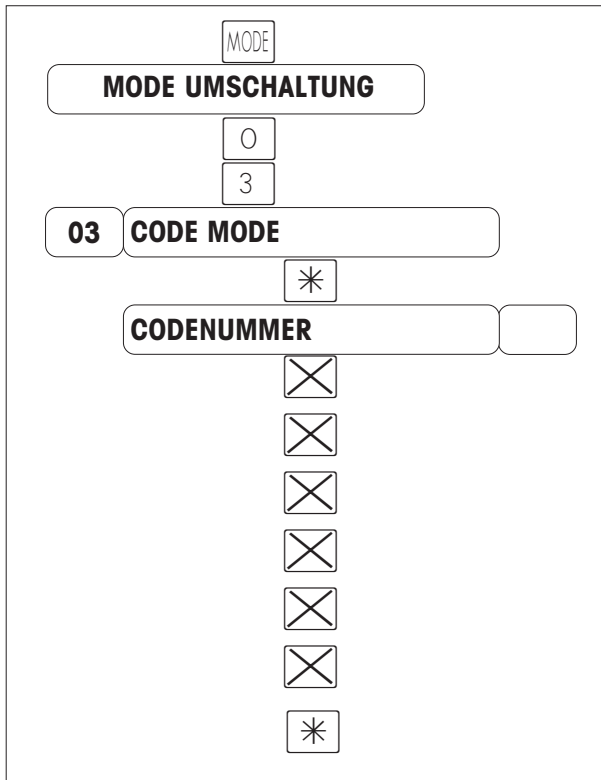 MODE
MODE UMSCHALTUNG
0
3
03 CODE MODE
*
CODENUMMER
*